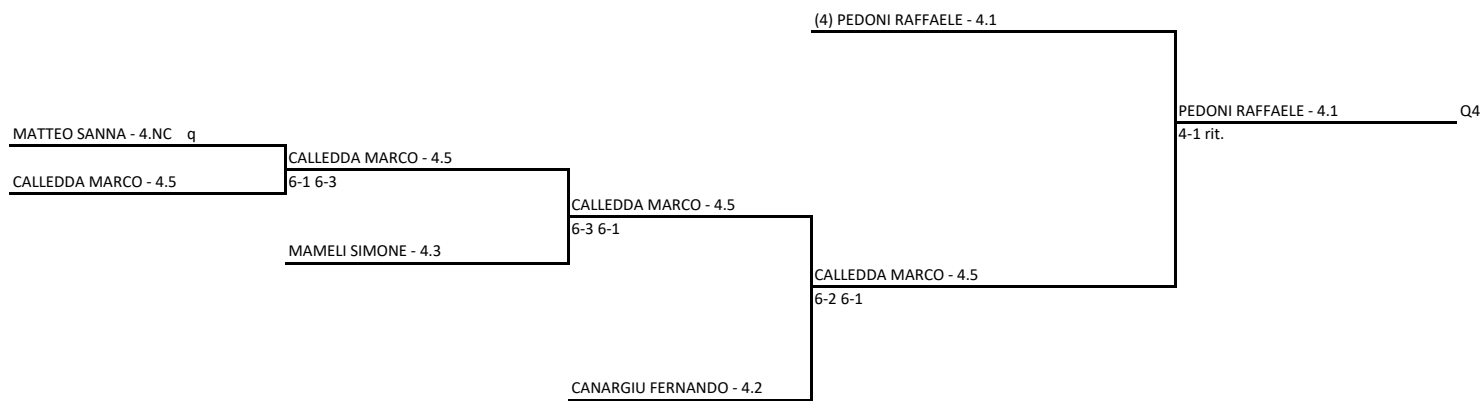 (4) PEDONI RAFFAELE - 4.1
PEDONI RAFFAELE - 4.1 Q4
4-1 rit.
MATTEO SANNA - 4.NC q
CALLEDDA MARCO - 4.5
6-1 6-3
CALLEDDA MARCO - 4.5
CALLEDDA MARCO - 4.5
6-3 6-1
MAMELI SIMONE - 4.3
CALLEDDA MARCO - 4.5
6-2 6-1
CANARGIU FERNANDO - 4.2